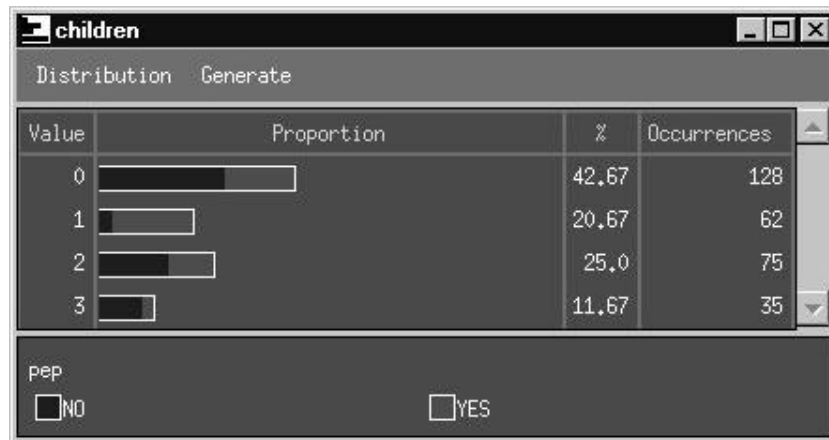 children
Distribution Generate
Value Proportion % Occurrences
0 42.67 128
1 20.67 62
2 25.0 75
3 11.67 35
pep
NO YES